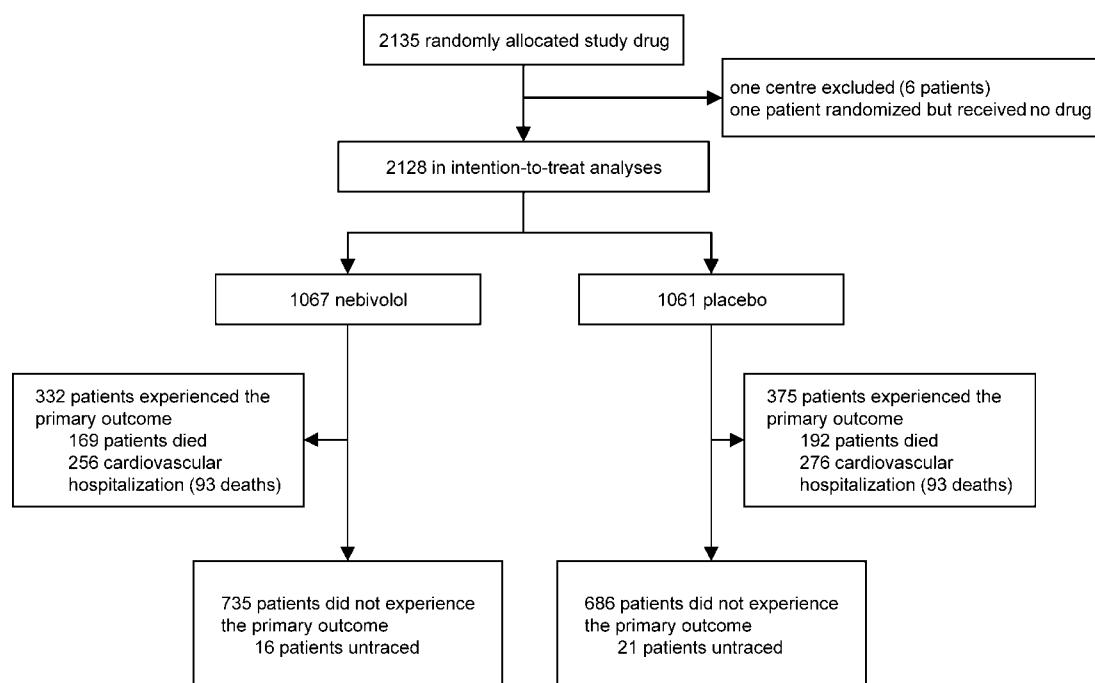 2135 randomly allocated study drug
one centre excluded (6 patients)
one patient randomized but received no drug
2128 in intention-to-treat analyses
1067 nebivolol
1061 placebo
332 patients experienced the
primary outcome
169 patients died
256 cardiovascular
hospitalization (93 deaths)
375 patients experienced the
primary outcome
192 patients died
276 cardiovascular
hospitalization (93 deaths)
735 patients did not experience
the primary outcome
16 patients untraced
686 patients did not experience
the primary outcome
21 patients untraced